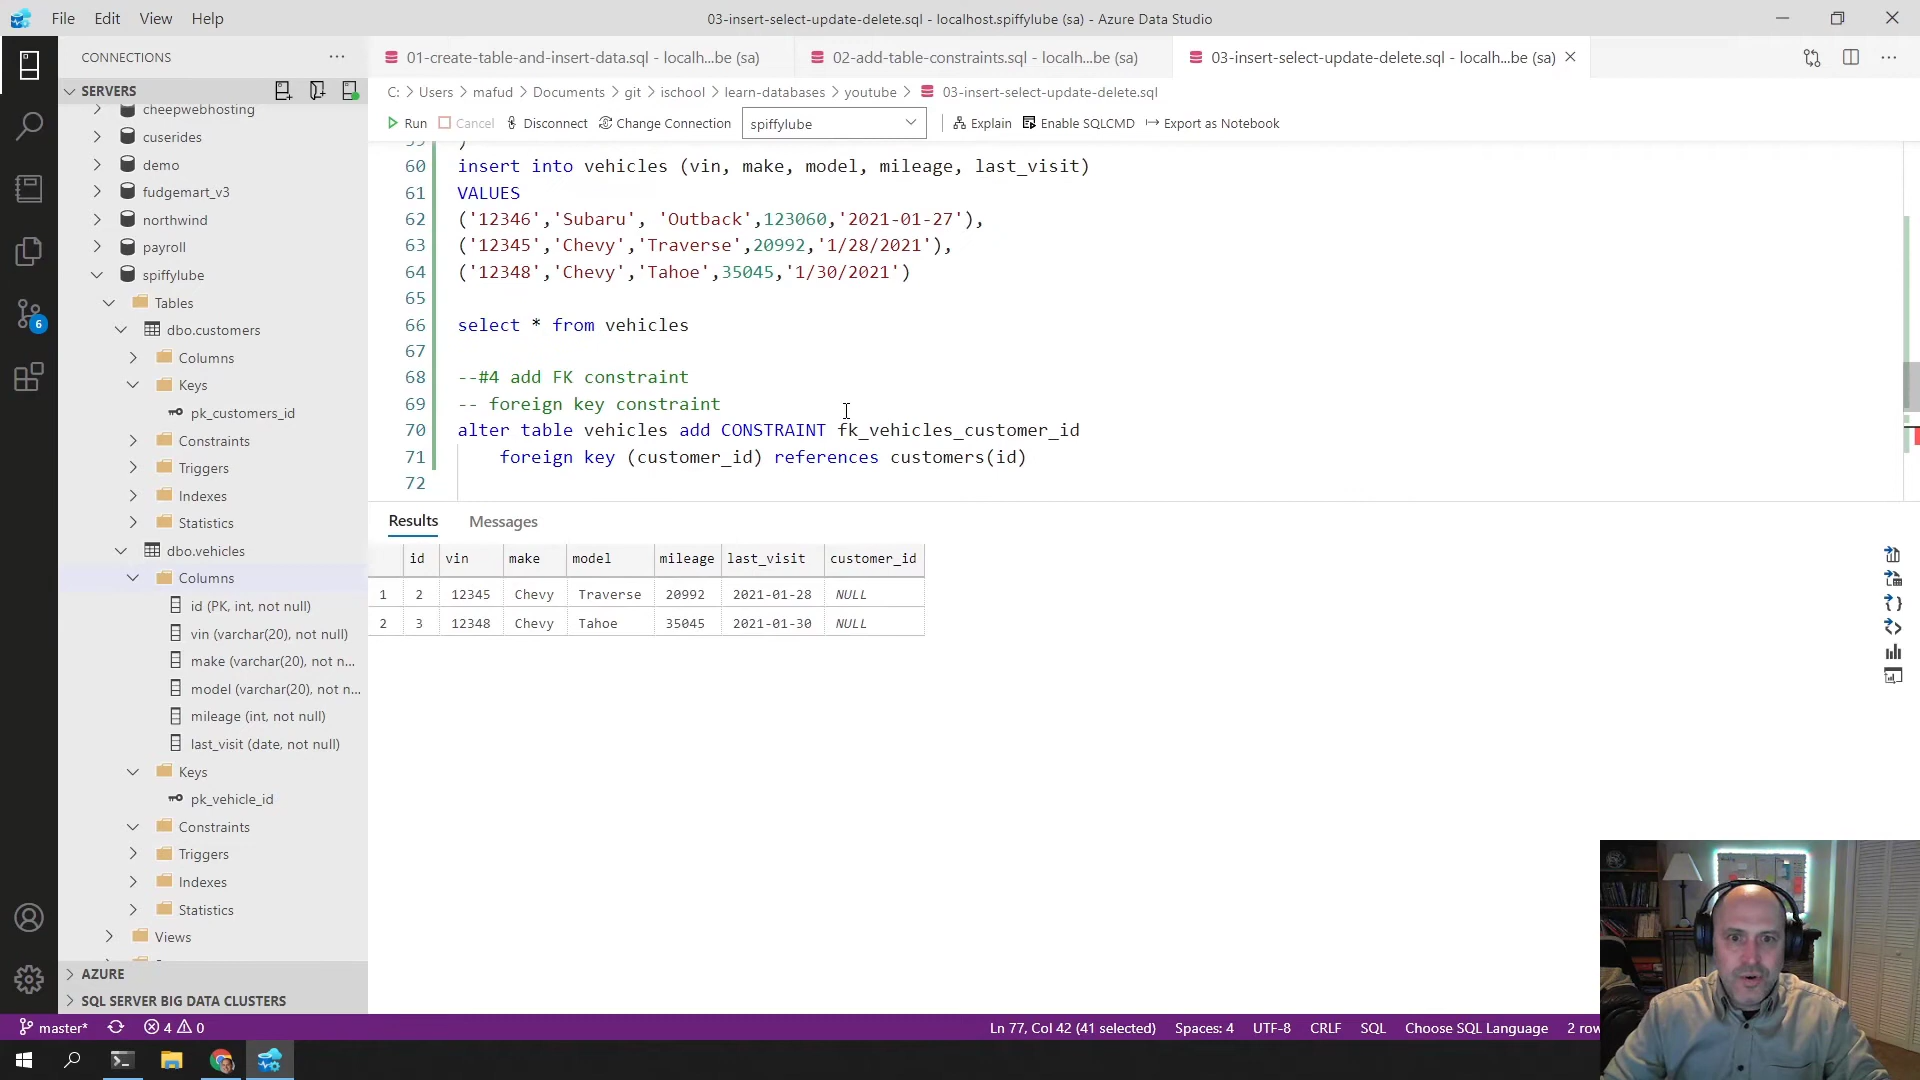 File Edit View Help
03-insert-select-update-delete.sql - localhost.spiffylube (sa) - Azure Data Studio
CONNECTIONS
SERVERS
cheepwebhosting
cuserides
demo
fudgemart_v3
northwind
payroll
spiffylube
Tables
dbo.customers
Columns
Keys
pk_customers_id
Constraints
Triggers
Indexes
Statistics
dbo.vehicles
Columns
id (PK, int, not null)
vin (varchar(20), not null)
make (varchar(20), not n...
model (varchar(20), not n...
mileage (int, not null)
last_visit (date, not null)
Keys
pk_vehicle_id
Constraints
Triggers
Indexes
Statistics
Views
AZURE
SQL SERVER BIG DATA CLUSTERS
6
01-create-table-and-insert-data.sql - localh...be (sa)
02-add-table-constraints.sql - localh...be (sa)
03-insert-select-update-delete.sql - localh...be (sa)
C: > Users > mafud > Documents > git > ischool > learn-databases > youtube > 03-insert-select-update-delete.sql
Run Cancel Disconnect Change Connection spiffylube Explain Enable SQLCMD Export as Notebook
59 )
60 insert into vehicles (vin, make, model, mileage, last_visit)
61 VALUES
62 ('12346','Subaru', 'Outback',123060,'2021-01-27'),
63 ('12345','Chevy','Traverse',20992,'1/28/2021'),
64 ('12348','Chevy','Tahoe',35045,'1/30/2021')
65
66 select * from vehicles
67
68 --#4 add FK constraint
69 -- foreign key constraint
70 alter table vehicles add CONSTRAINT fk_vehicles_customer_id
71 foreign key (customer_id) references customers(id)
72
Results Messages
id vin make model mileage last_visit customer_id
1 2 12345 Chevy Traverse 20992 2021-01-28 NULL
2 3 12348 Chevy Tahoe 35045 2021-01-30 NULL
master* 4 0 Ln 77, Col 42 (41 selected) Spaces: 4 UTF-8 CRLF SQL Choose SQL Language 2 row